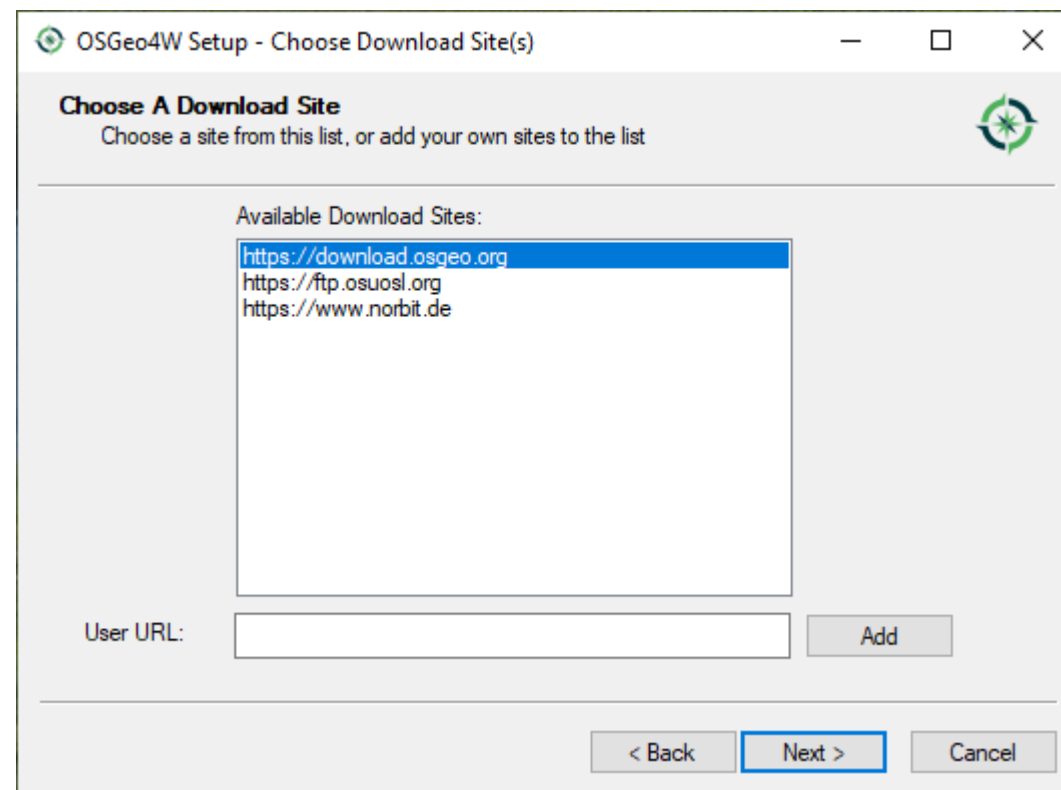 OSGeo4W Setup - Choose Download Site(s)
Choose A Download Site
Choose a site from this list, or add your own sites to the list
Available Download Sites:
https://download.osgeo.org
https://ftp.osuosl.org
https://www.norbit.de
User URL:
Add
< Back
Next >
Cancel